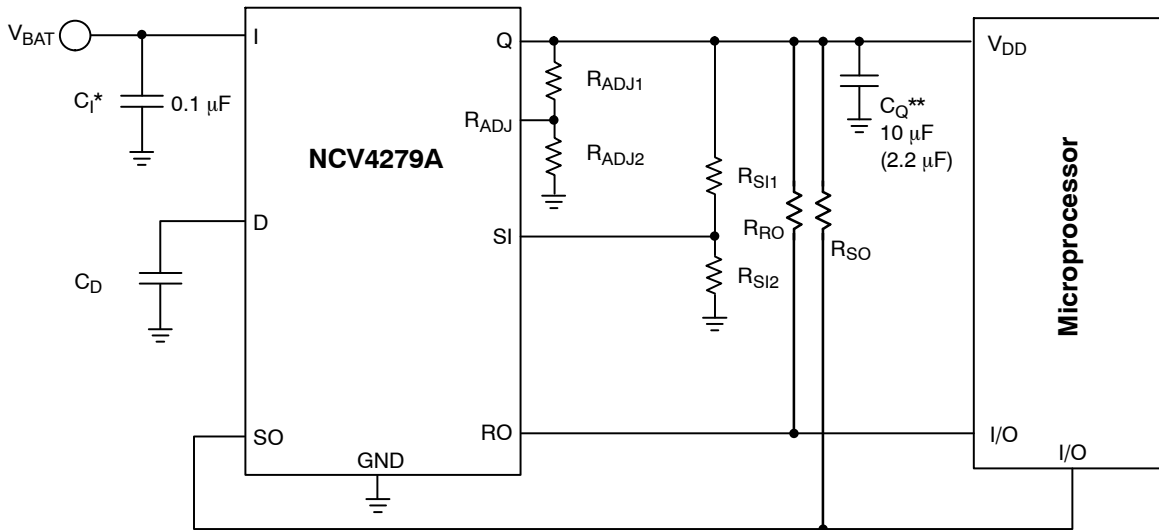 V_BAT
I
Q
V_DD
C_I*
0.1 μF
R_ADJ1
R_ADJ
R_ADJ2
NCV4279A
C_Q**
10 μF
(2.2 μF)
R_SI1
D
SI
R_RO
R_SO
C_D
R_SI2
Microprocessor
SO
RO
I/O
GND
I/O